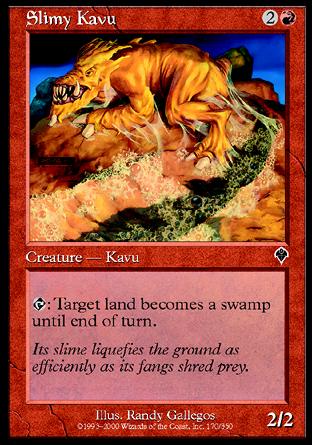 Slimy Kavu 2
Creature — Kavu
: Target land becomes a swamp
until end of turn.
Its slime liquefies the ground as
efficiently as its fangs shred prey.
Illus. Randy Gallegos
©1993–2000 Wizards of the Coast, Inc. 170/350
2/2